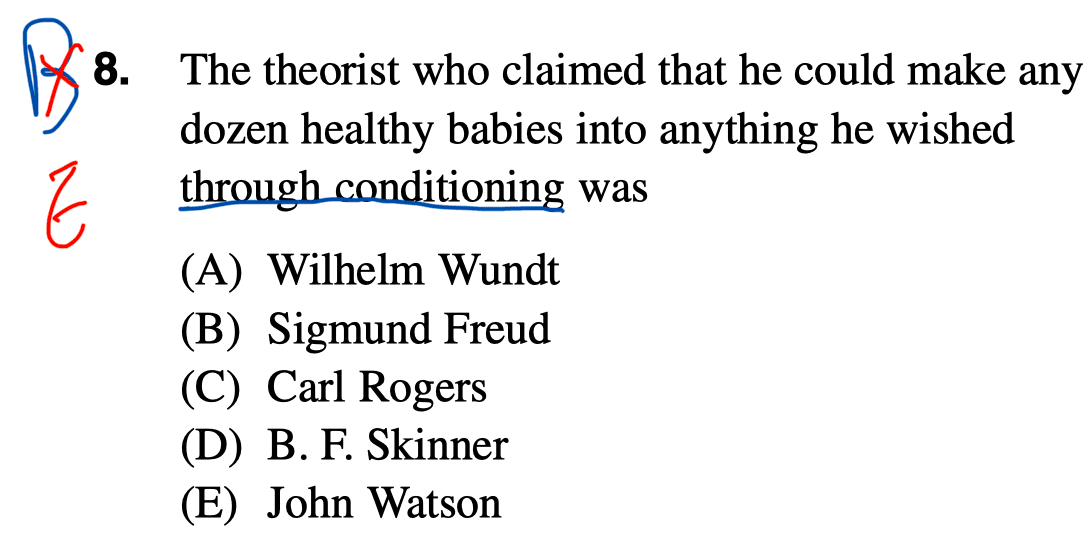 8. The theorist who claimed that he could make any
dozen healthy babies into anything he wished
through conditioning was
E
(A) Wilhelm Wundt
(B) Sigmund Freud
(C) Carl Rogers
(D) B. F. Skinner
(E) John Watson